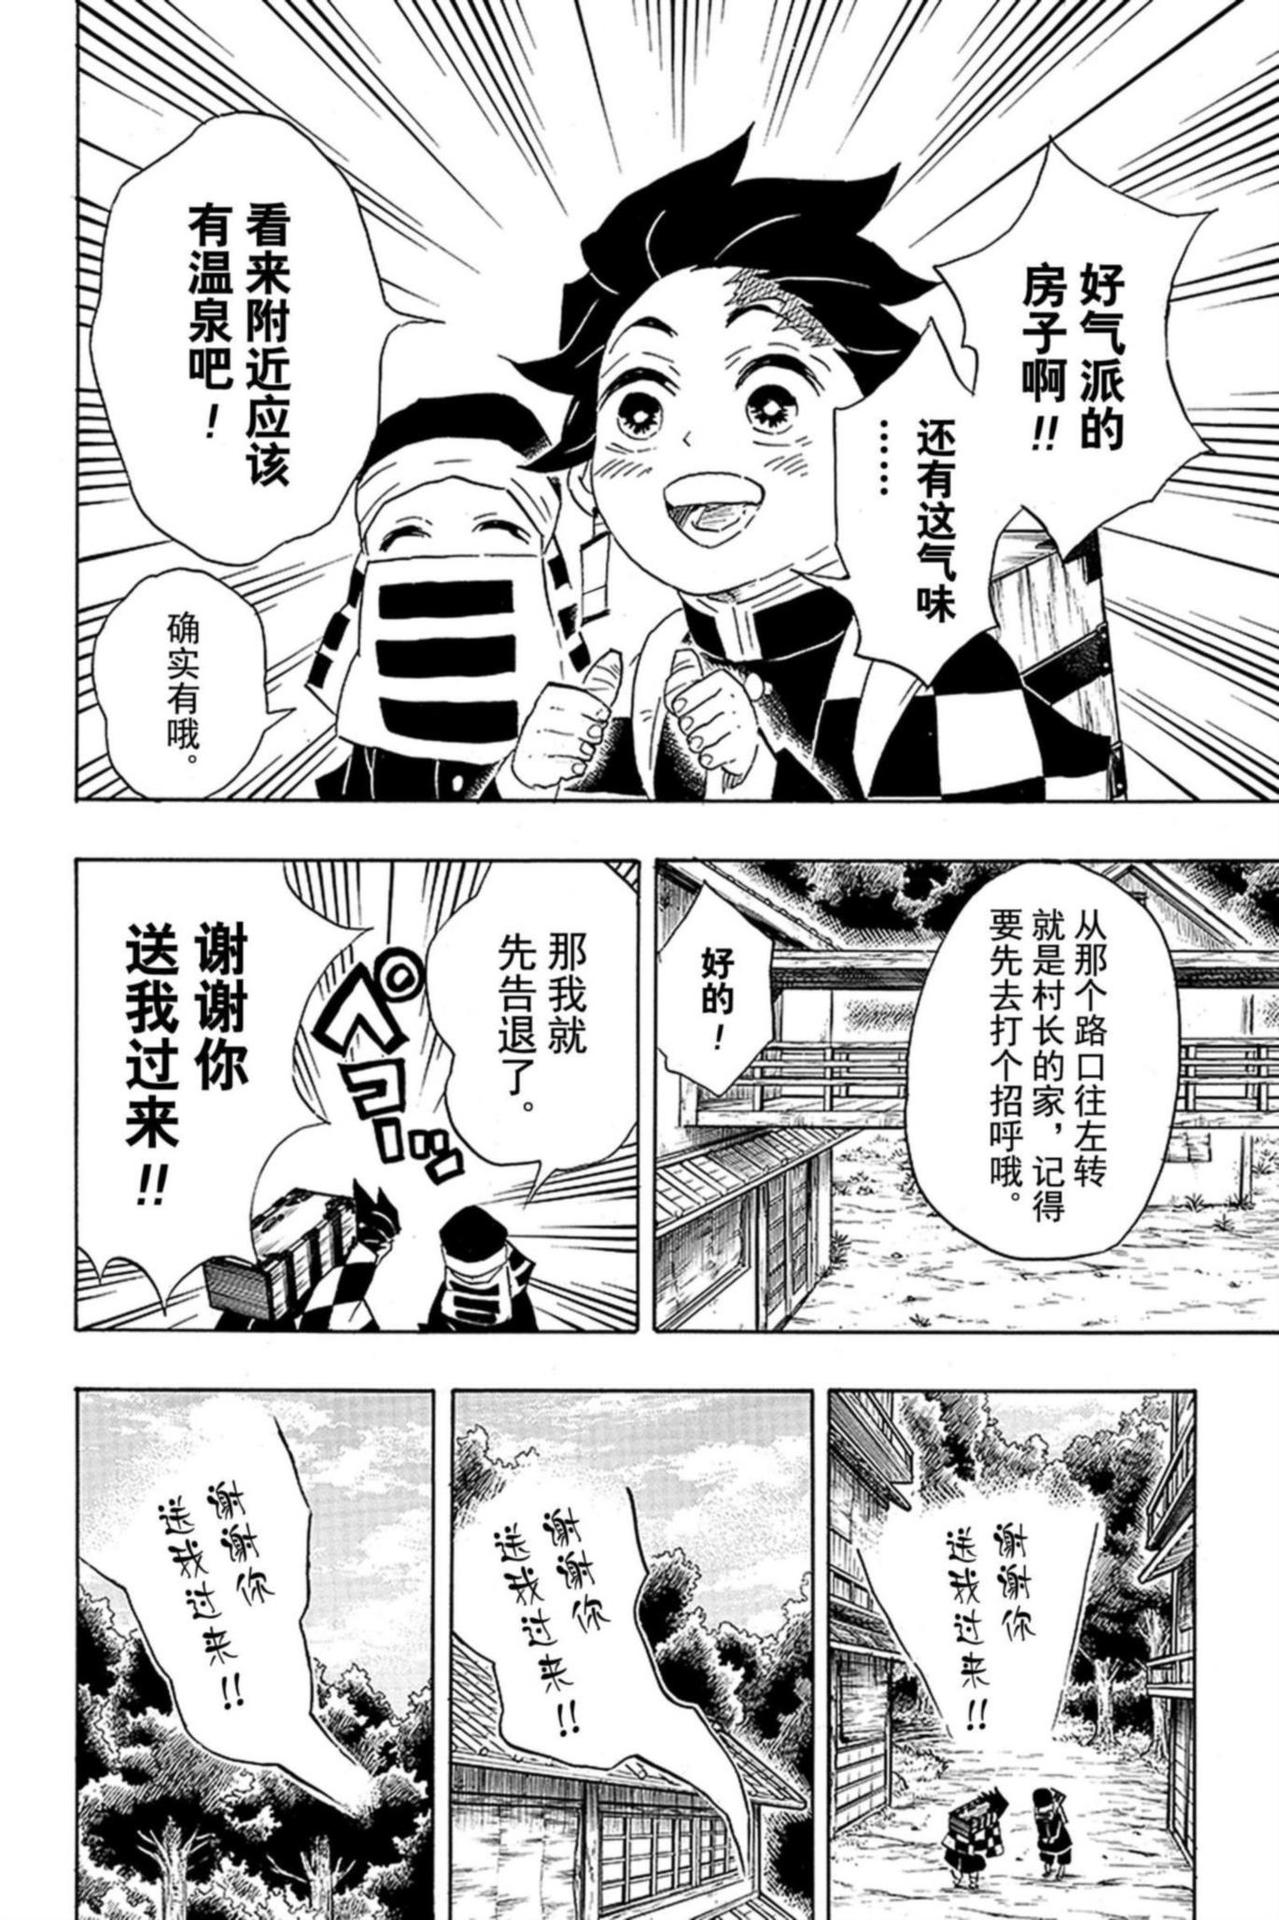 好气派的
房子啊!!
还有这气味
……
看来附近应该
有温泉吧！
确实有哦。
从那个路口往左转
就是村长的家，记得
要先去打个招呼哦。
好的！
那我就
先告退了。
ペコーッ
谢谢你
送我过来!!
谢谢你
送我过来!!
谢谢你
送我过来!!
谢谢你
送我过来!!